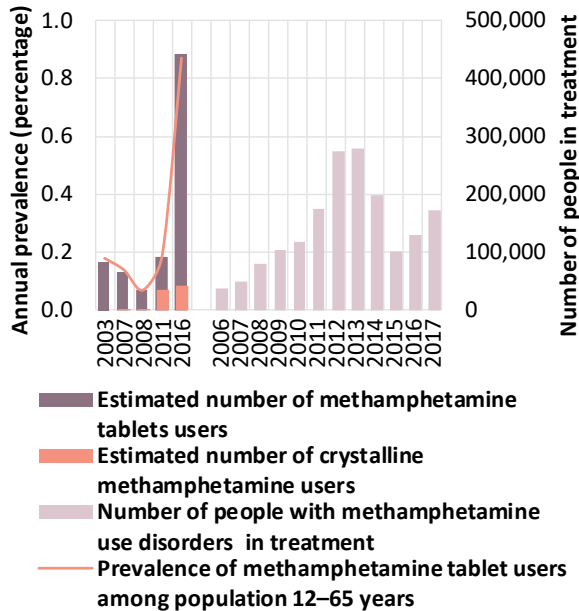 Annual prevalence (percentage)
1.0
0.8
0.6
0.4
0.2
0.0
500,000
400,000
300,000
200,000
100,000
0
Number of people in treatment
2003
2007
2008
2011
2016
2006
2007
2008
2009
2010
2011
2012
2013
2014
2015
2016
2017
Estimated number of methamphetamine
tablets users
Estimated number of crystalline
methamphetamine users
Number of people with methamphetamine
use disorders in treatment
Prevalence of methamphetamine tablet users
among population 12–65 years